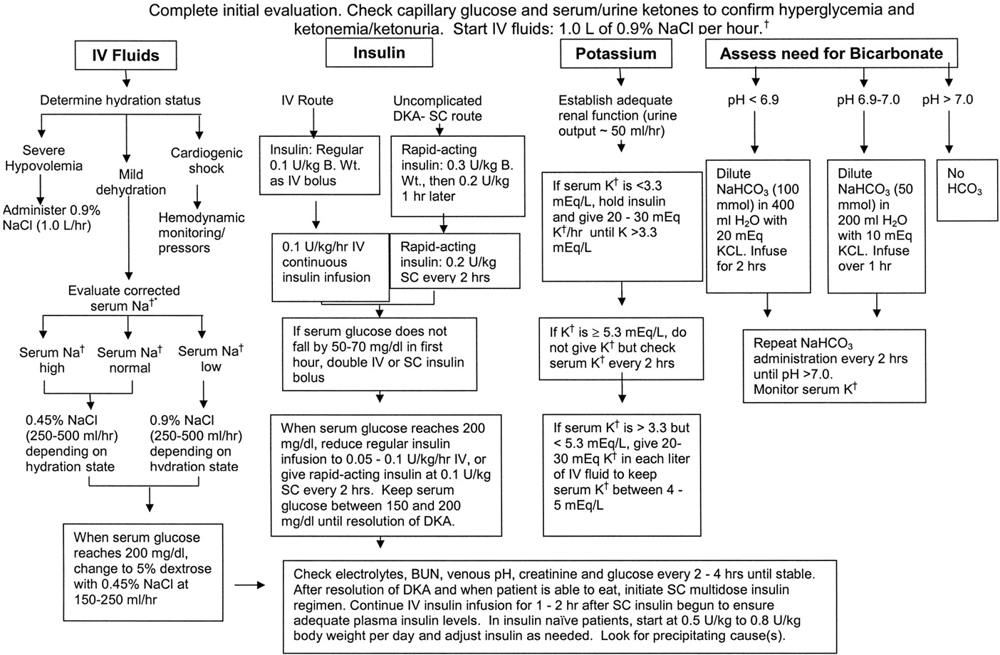 Complete initial evaluation. Check capillary glucose and serum/urine ketones to confirm hyperglycemia and
ketonemia/ketonuria. Start IV fluids: 1.0 L of 0.9% NaCl per hour.†
IV Fluids
Determine hydration status
Severe
Hypovolemia
Administer 0.9%
NaCl (1.0 L/hr)
Mild
dehydration
Cardiogenic
shock
Hemodynamic
monitoring/
pressors
Evaluate corrected
serum Na†*
Serum Na†
high
Serum Na†
normal
Serum Na†
low
0.45% NaCl
(250-500 ml/hr)
depending on
hydration state
0.9% NaCl
(250-500 ml/hr)
depending on
hydration state
When serum glucose
reaches 200 mg/dl,
change to 5% dextrose
with 0.45% NaCl at
150-250 ml/hr
Insulin
IV Route
Insulin: Regular
0.1 U/kg B. Wt.
as IV bolus
0.1 U/kg/hr IV
continuous
insulin infusion
Uncomplicated
DKA- SC route
Rapid-acting
insulin: 0.3 U/kg B.
Wt., then 0.2 U/kg
1 hr later
Rapid-acting
insulin: 0.2 U/kg
SC every 2 hrs
If serum glucose does not
fall by 50-70 mg/dl in first
hour, double IV or SC insulin
bolus
When serum glucose reaches 200
mg/dl, reduce regular insulin
infusion to 0.05 - 0.1 U/kg/hr IV, or
give rapid-acting insulin at 0.1 U/kg
SC every 2 hrs. Keep serum
glucose between 150 and 200
mg/dl until resolution of DKA.
Potassium
Establish adequate
renal function (urine
output ~ 50 ml/hr)
If serum K† is <3.3
mEq/L, hold insulin
and give 20 - 30 mEq
K†/hr until K >3.3
mEq/L
If K† is ≥ 5.3 mEq/L, do
not give K† but check
serum K† every 2 hrs
If serum K† is > 3.3 but
< 5.3 mEq/L, give 20-
30 mEq K† in each liter
of IV fluid to keep
serum K† between 4 -
5 mEq/L
Assess need for Bicarbonate
pH < 6.9
Dilute
NaHCO₃ (100
mmol) in 400
ml H₂O with
20 mEq
KCL. Infuse
for 2 hrs
pH 6.9-7.0
Dilute
NaHCO₃ (50
mmol) in
200 ml H₂O
with 10 mEq
KCL. Infuse
over 1 hr
pH > 7.0
No
HCO₃
Repeat NaHCO₃
administration every 2 hrs
until pH >7.0.
Monitor serum K†
Check electrolytes, BUN, venous pH, creatinine and glucose every 2 - 4 hrs until stable.
After resolution of DKA and when patient is able to eat, initiate SC multidose insulin
regimen. Continue IV insulin infusion for 1 - 2 hr after SC insulin begun to ensure
adequate plasma insulin levels. In insulin naïve patients, start at 0.5 U/kg to 0.8 U/kg
body weight per day and adjust insulin as needed. Look for precipitating cause(s).